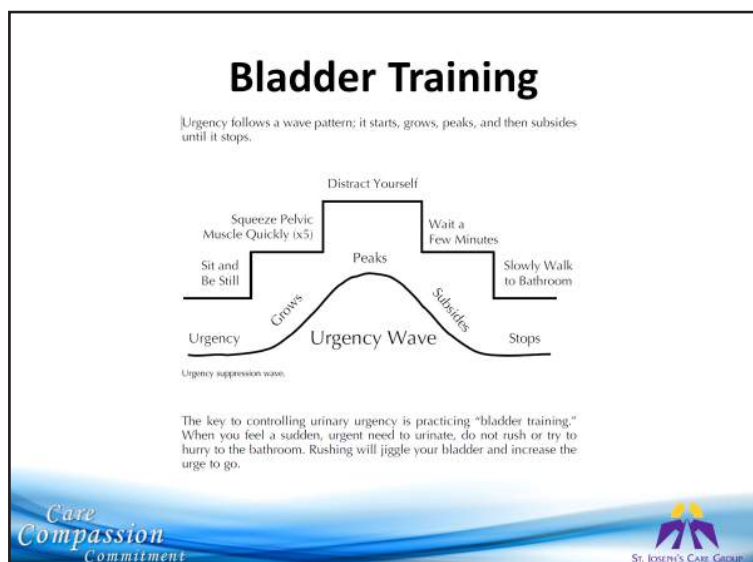 Bladder Training
Urgency follows a wave pattern; it starts, grows, peaks, and then subsides
until it stops.
Distract Yourself
Squeeze Pelvic
Muscle Quickly (x5)
Wait a
Few Minutes
Sit and
Be Still
Peaks
Slowly Walk
to Bathroom
Grows
Subsides
Urgency
Urgency Wave
Stops
Urgency suppression wave.
The key to controlling urinary urgency is practicing “bladder training.”
When you feel a sudden, urgent need to urinate, do not rush or try to
hurry to the bathroom. Rushing will jiggle your bladder and increase the
urge to go.
Care
Compassion
Commitment
ST. JOSEPH'S CARE GROUP